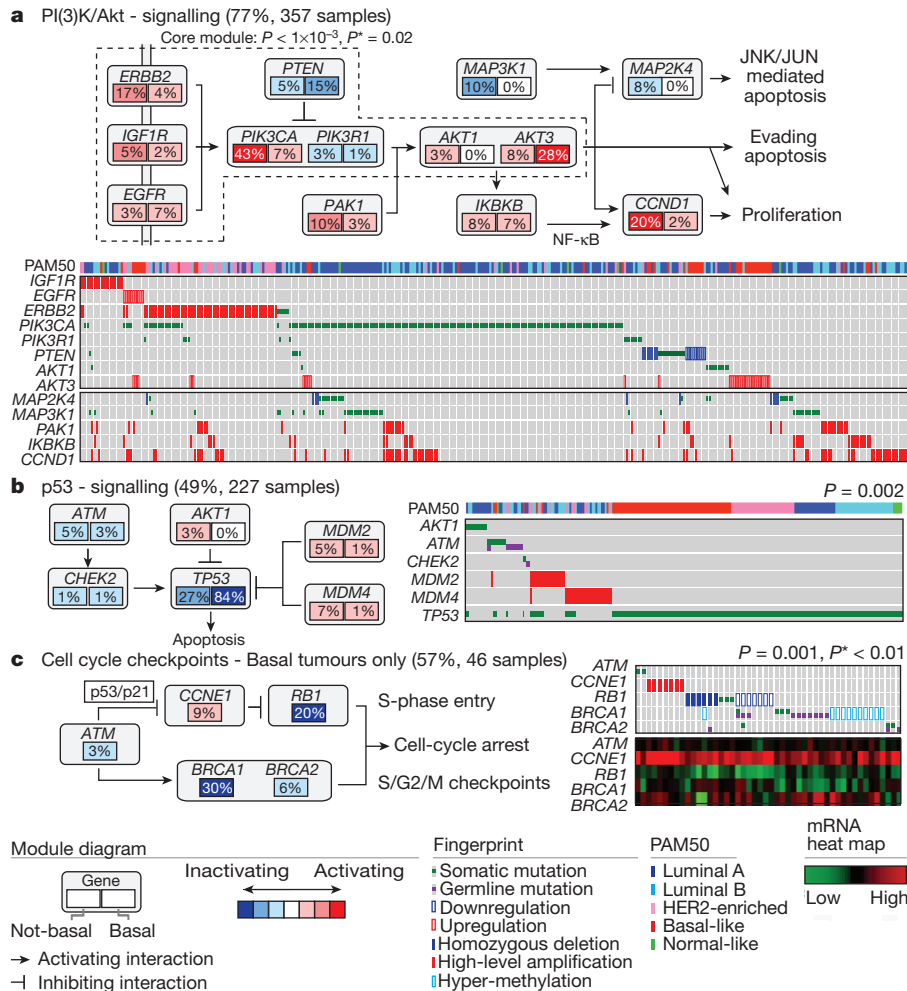 a PI(3)K/Akt - signalling (77%, 357 samples)
Core module: P < 1×10⁻³, P* = 0.02
ERBB2
17% 4%
PTEN
5% 15%
MAP3K1
10% 0%
MAP2K4
8% 0%
JNK/JUN
mediated
apoptosis
IGF1R
5% 2%
PIK3CA PIK3R1
43% 7% 3% 1%
AKT1 AKT3
3% 0% 8% 28%
Evading
apoptosis
EGFR
3% 7%
PAK1
10% 3%
IKBKB
8% 7%
NF-κB
CCND1
20% 2%
Proliferation
PAM50
IGF1R
EGFR
ERBB2
PIK3CA
PIK3R1
PTEN
AKT1
AKT3
MAP2K4
MAP3K1
PAK1
IKBKB
CCND1
b p53 - signalling (49%, 227 samples)
ATM
5% 3%
AKT1
3% 0%
MDM2
5% 1%
CHEK2
1% 1%
TP53
27% 84%
MDM4
7% 1%
Apoptosis
P = 0.002
PAM50
AKT1
ATM
CHEK2
MDM2
MDM4
TP53
c Cell cycle checkpoints - Basal tumours only (57%, 46 samples)
p53/p21
CCNE1
9%
RB1
20%
S-phase entry
ATM
3%
Cell-cycle arrest
BRCA1 BRCA2
30% 6%
S/G2/M checkpoints
P = 0.001, P* < 0.01
ATM
CCNE1
RB1
BRCA1
BRCA2
ATM
CCNE1
RB1
BRCA1
BRCA2
Module diagram
Gene
Not-basal Basal
Activating interaction
Inhibiting interaction
Inactivating Activating
Fingerprint
Somatic mutation
Germline mutation
Downregulation
Upregulation
Homozygous deletion
High-level amplification
Hyper-methylation
PAM50
Luminal A
Luminal B
HER2-enriched
Basal-like
Normal-like
mRNA
heat map
Low High